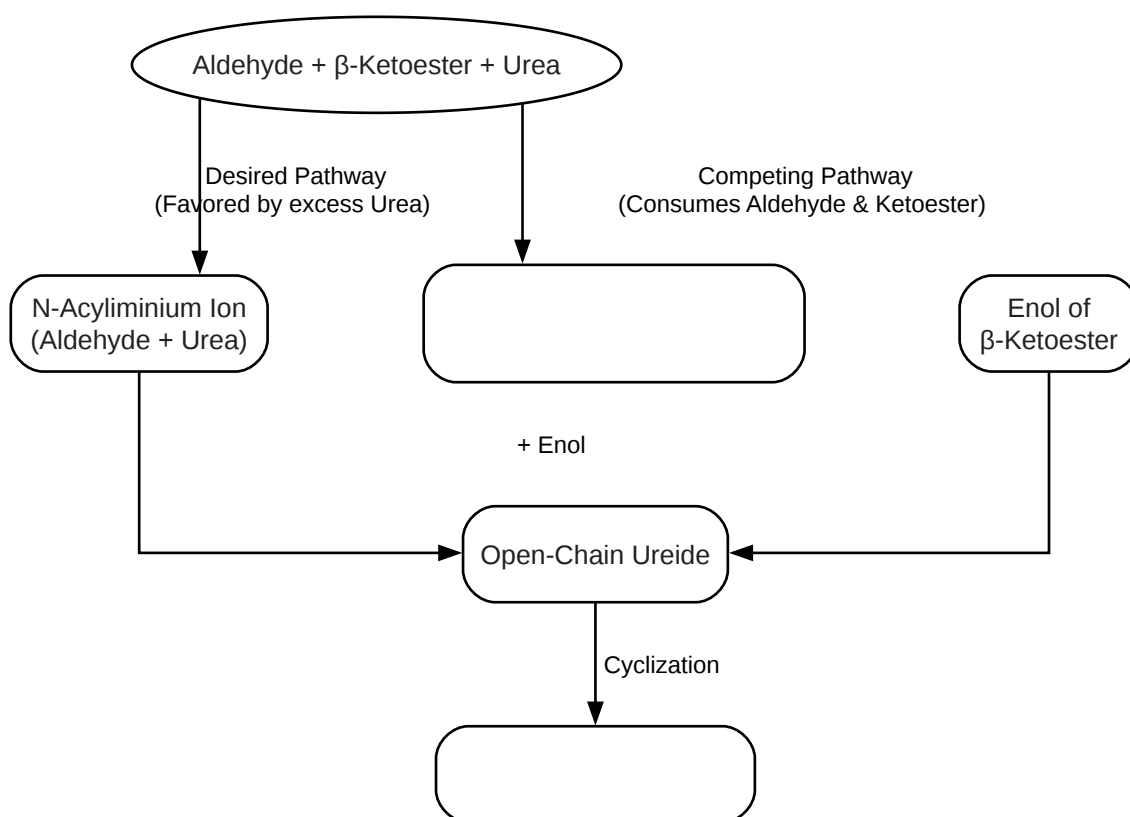 Aldehyde + β-Ketoester + Urea
Desired Pathway
(Favored by excess Urea)
Competing Pathway
(Consumes Aldehyde & Ketoester)
N-Acyliminium Ion
(Aldehyde + Urea)
Enol of
β-Ketoester
+ Enol
Open-Chain Ureide
Cyclization